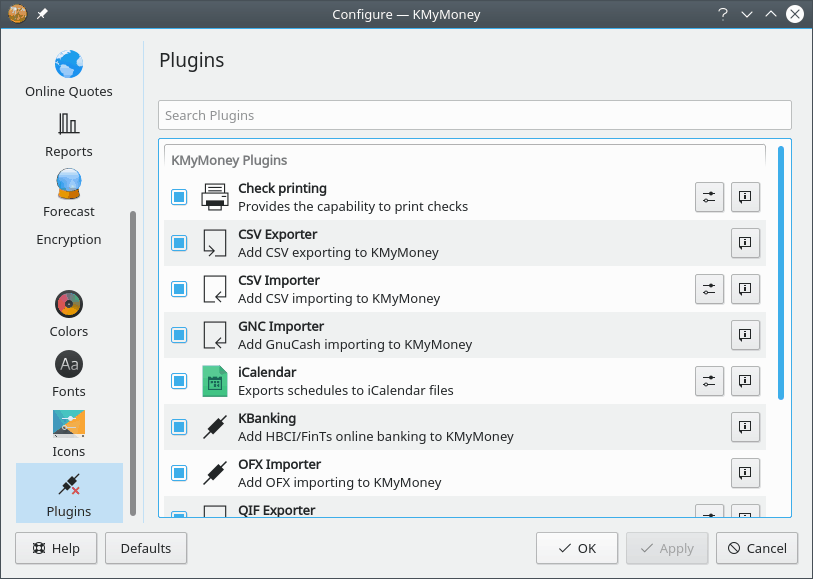 Configure — KMyMoney
Online Quotes
Reports
Forecast
Encryption
Colors
Aa
Fonts
Icons
Plugins
Plugins
Search Plugins
KMyMoney Plugins
Check printing
Provides the capability to print checks
CSV Exporter
Add CSV exporting to KMyMoney
CSV Importer
Add CSV importing to KMyMoney
GNC Importer
Add GnuCash importing to KMyMoney
iCalendar
Exports schedules to iCalendar files
KBanking
Add HBCI/FinTs online banking to KMyMoney
OFX Importer
Add OFX importing to KMyMoney
QIF Exporter
Help
Defaults
OK
Apply
Cancel